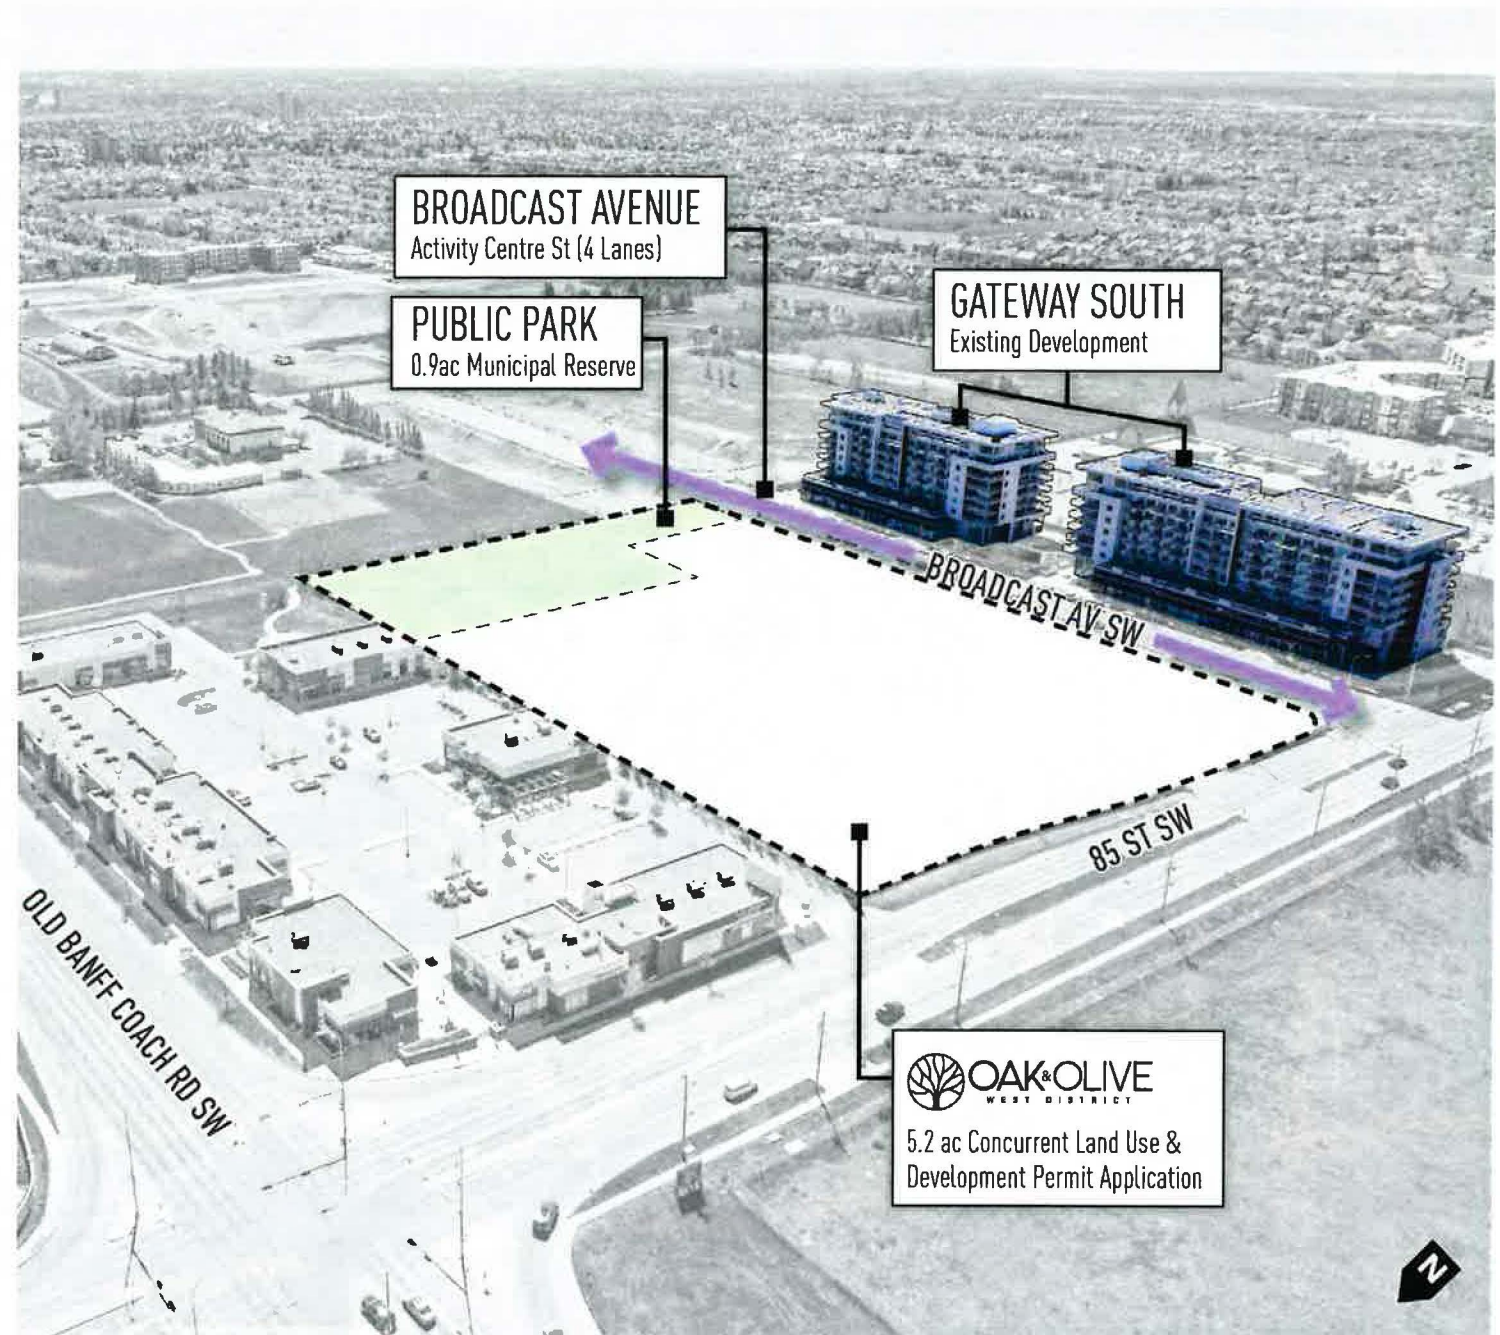 BROADCAST AVENUE
Activity Centre St (4 Lanes)
PUBLIC PARK
0.9ac Municipal Reserve
GATEWAY SOUTH
Existing Development
BROADCAST AV SW
85 ST SW
OLD BANFF COACH RD SW
OAK & OLIVE
WEST DISTRICT
5.2 ac Concurrent Land Use &
Development Permit Application
N